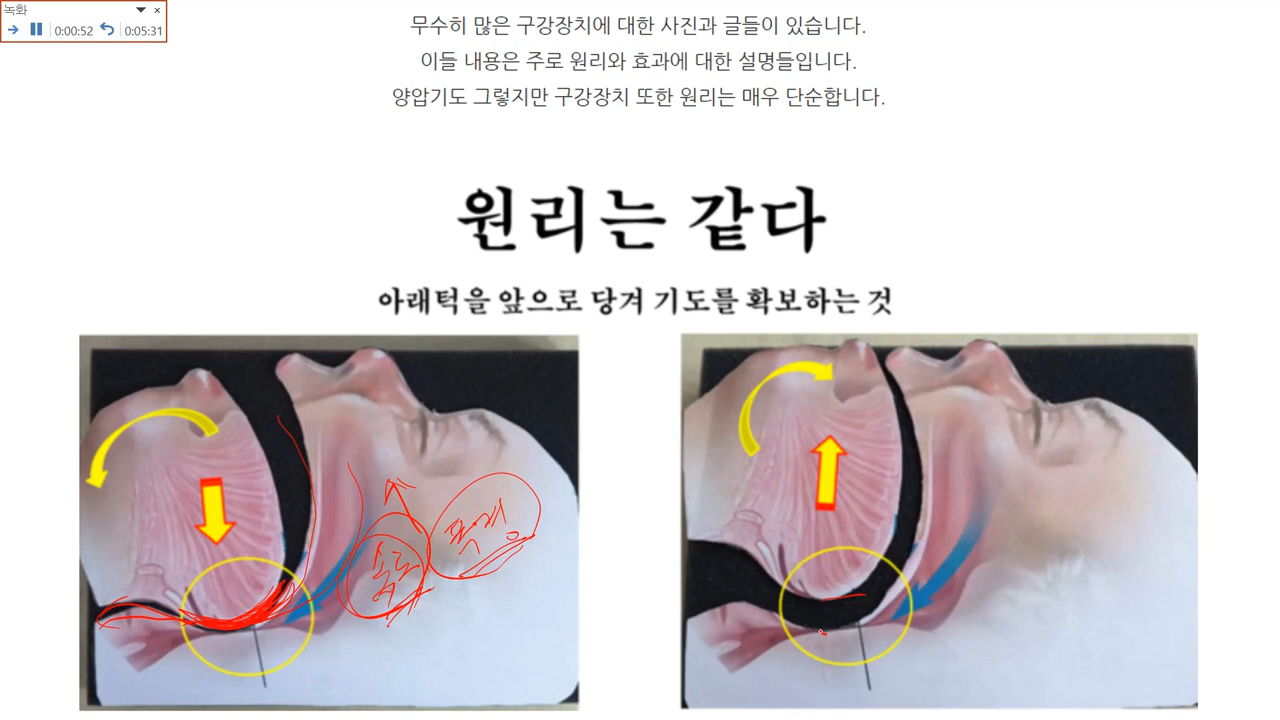 녹화
0:00:52 0:05:31
무수히 많은 구강장치에 대한 사진과 글들이 있습니다.
이들 내용은 주로 원리와 효과에 대한 설명들입니다.
양압기도 그렇지만 구강장치 또한 원리는 매우 단순합니다.
원리는 같다
아래턱을 앞으로 당겨 기도를 확보하는 것
속도